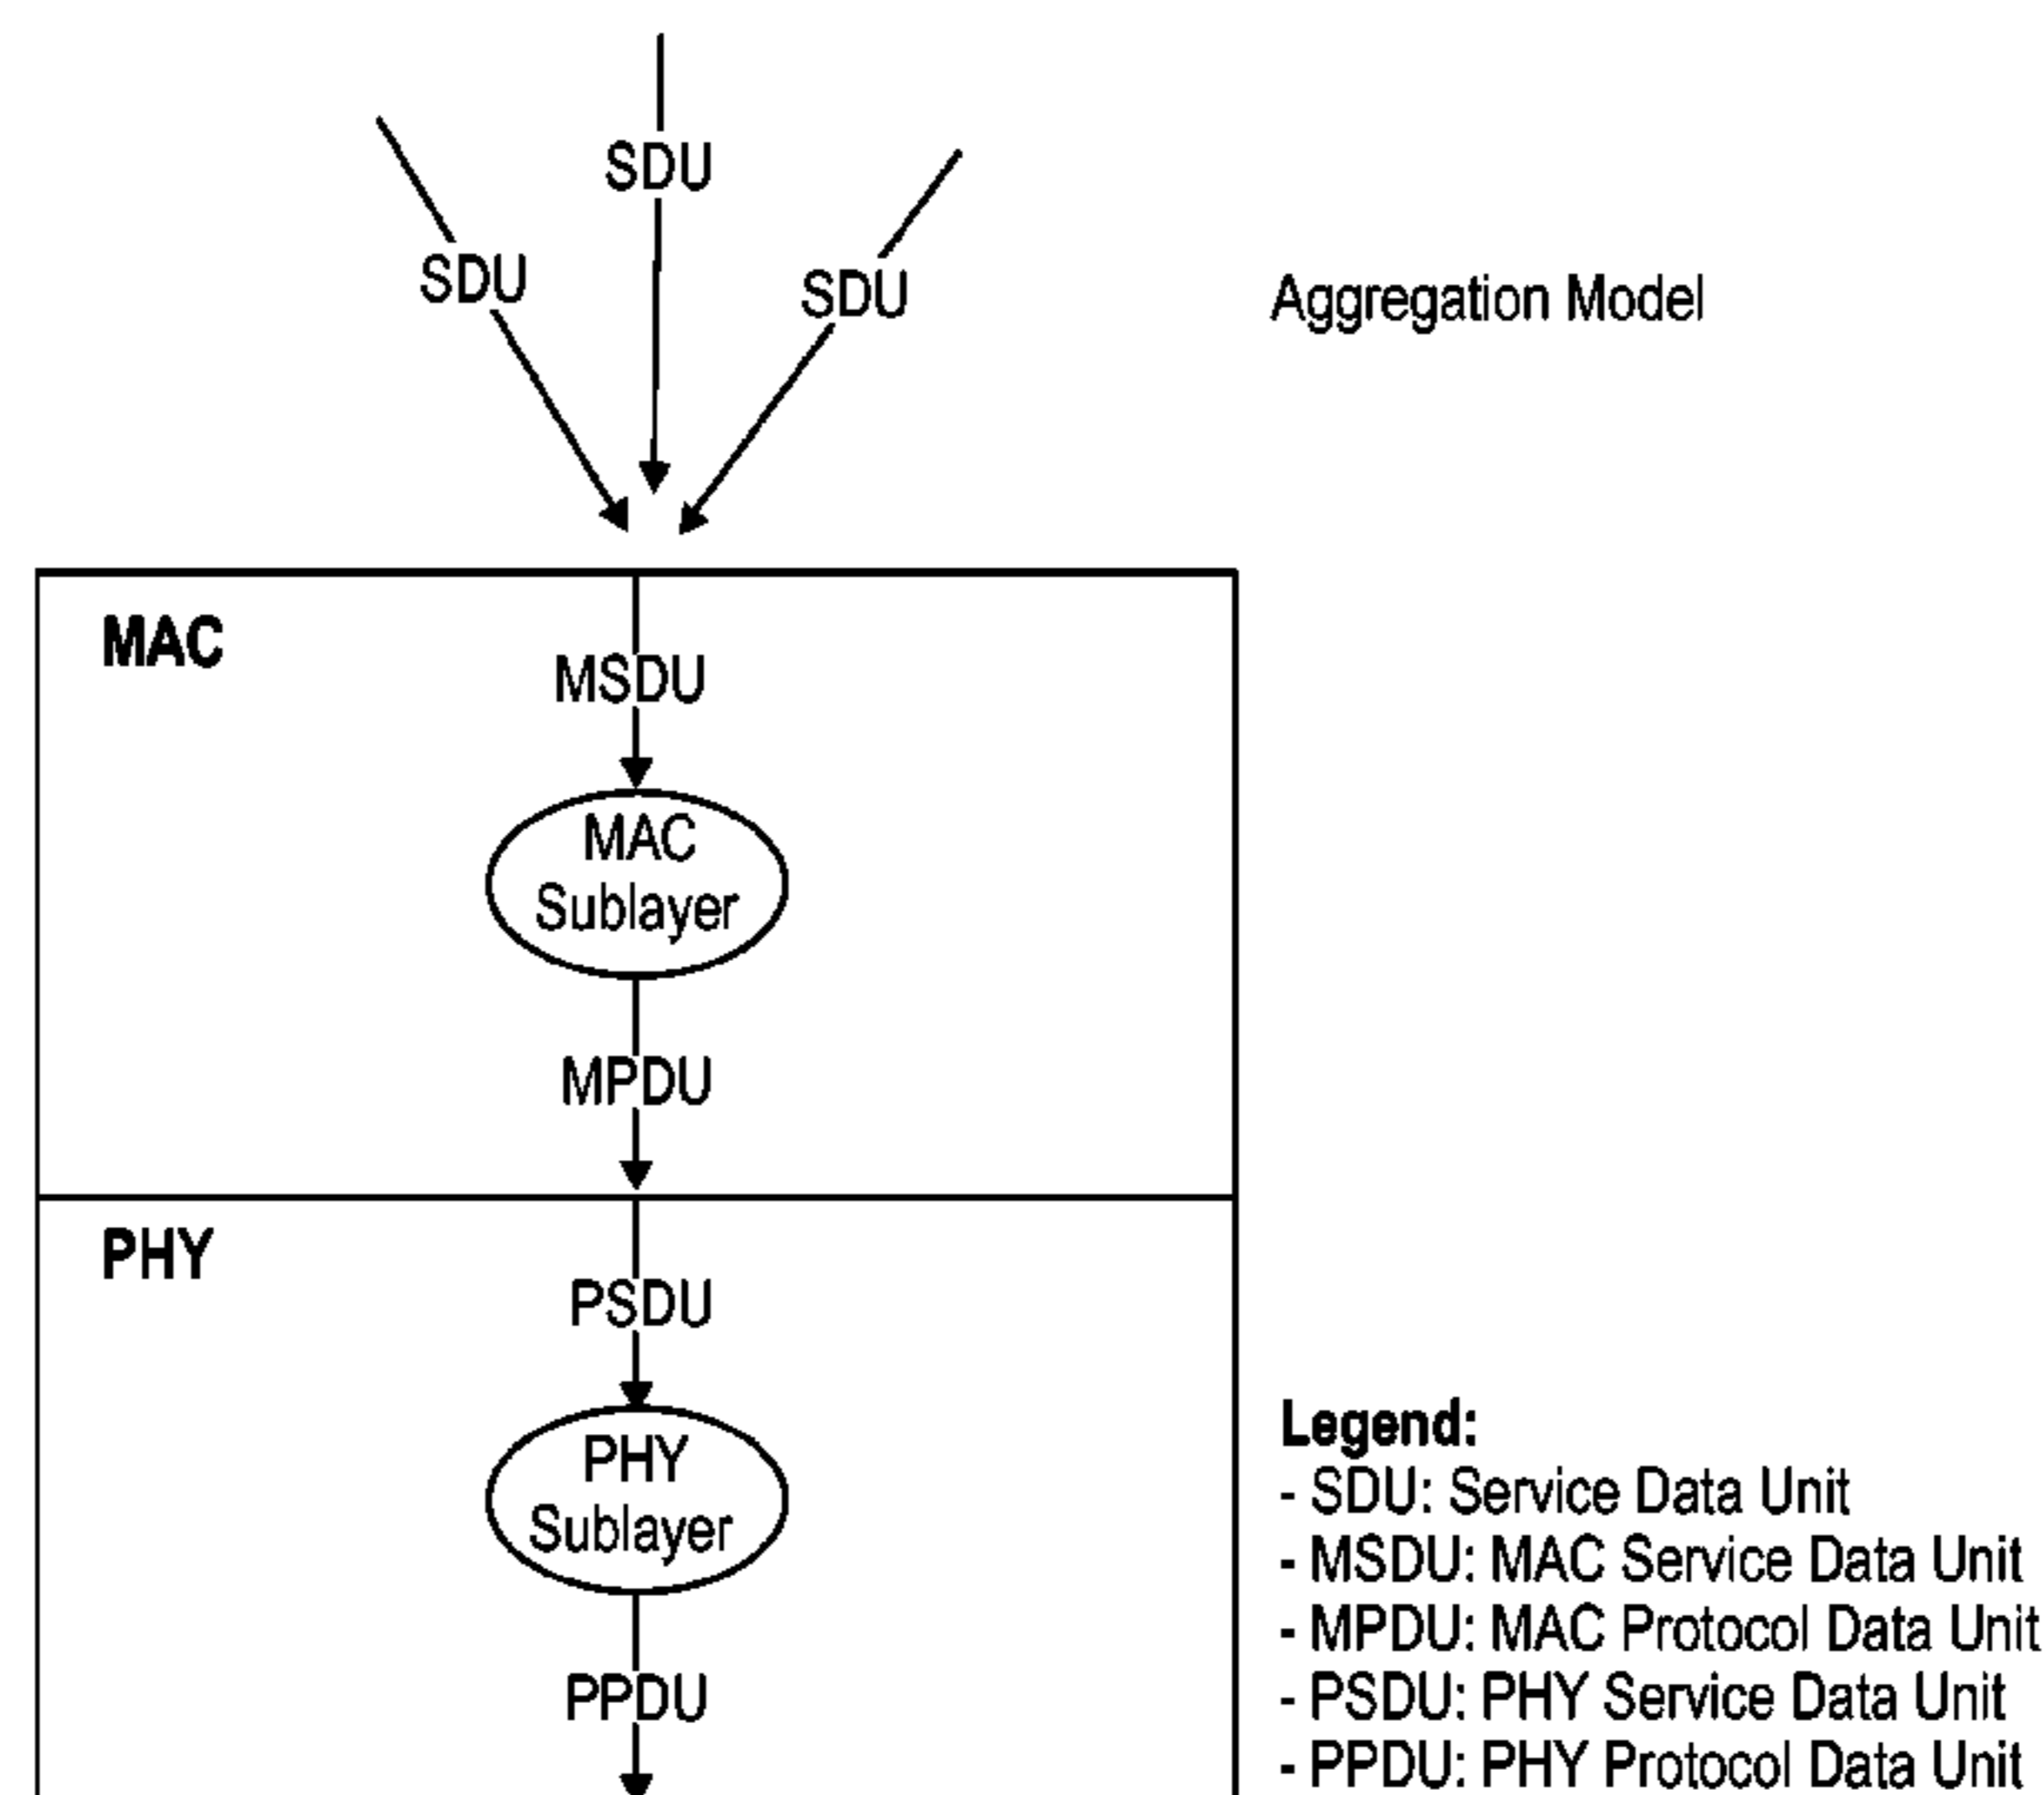 SDU
SDU
SDU
Aggregation Model
MAC
MSDU
MAC
Sublayer
MPDU
PHY
PSDU
PHY
Sublayer
PPDU
Legend:
- SDU: Service Data Unit
- MSDU: MAC Service Data Unit
- MPDU: MAC Protocol Data Unit
- PSDU: PHY Service Data Unit
- PPDU: PHY Protocol Data Unit